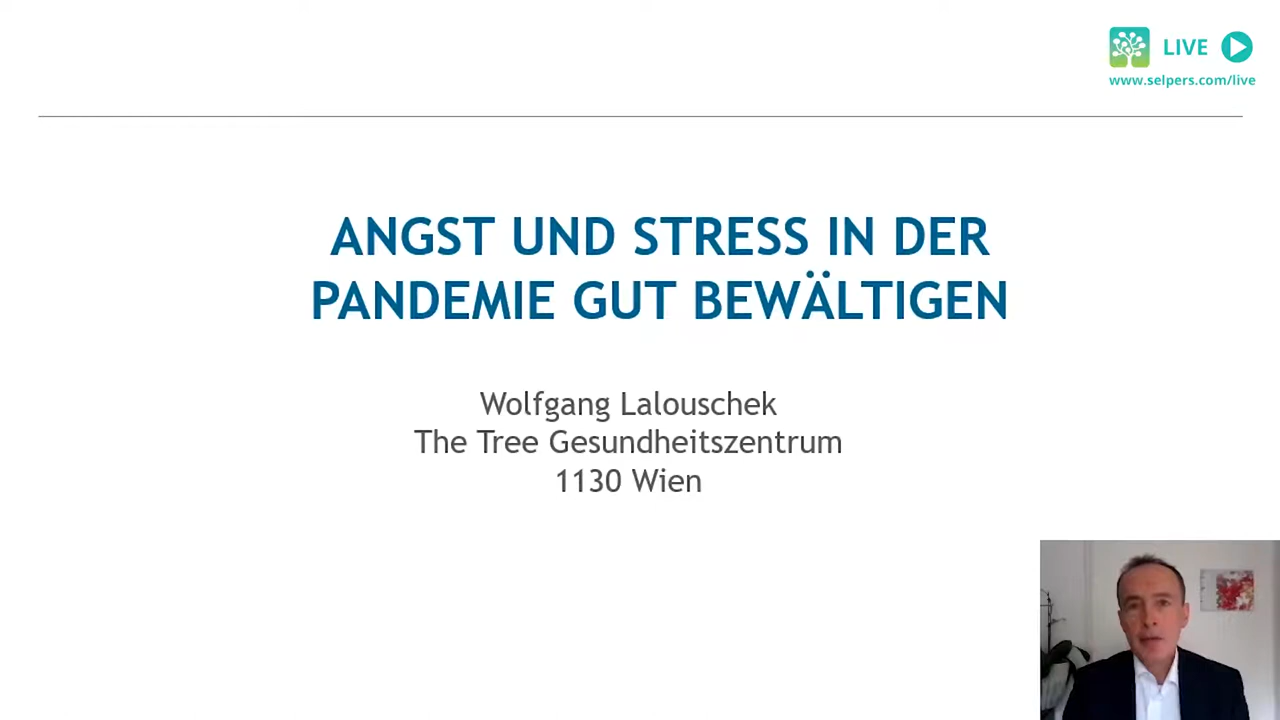 LIVE
www.selpers.com/live
ANGST UND STRESS IN DER
PANDEMIE GUT BEWÄLTIGEN
Wolfgang Lalouschek
The Tree Gesundheitszentrum
1130 Wien